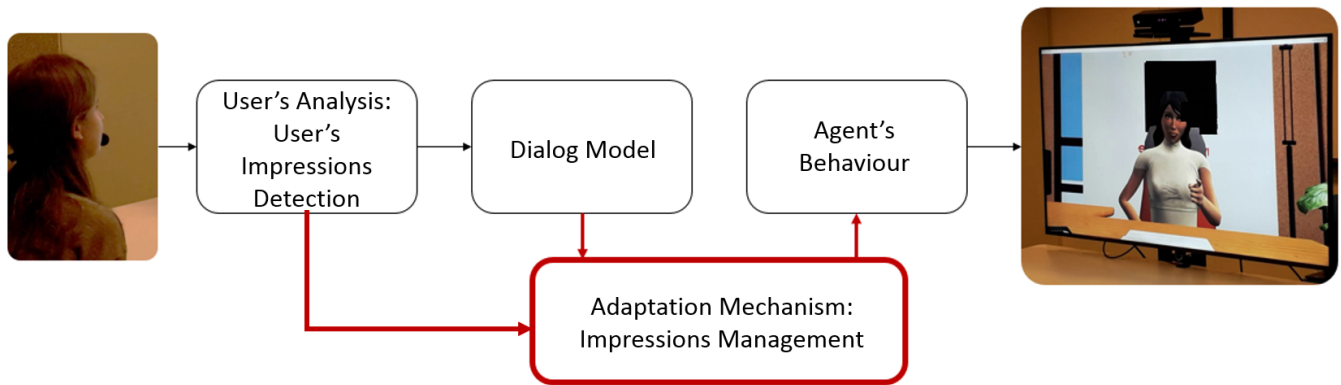 User’s Analysis:
User’s
Impressions
Detection
Dialog Model
Agent’s
Behaviour
Adaptation Mechanism:
Impressions Management